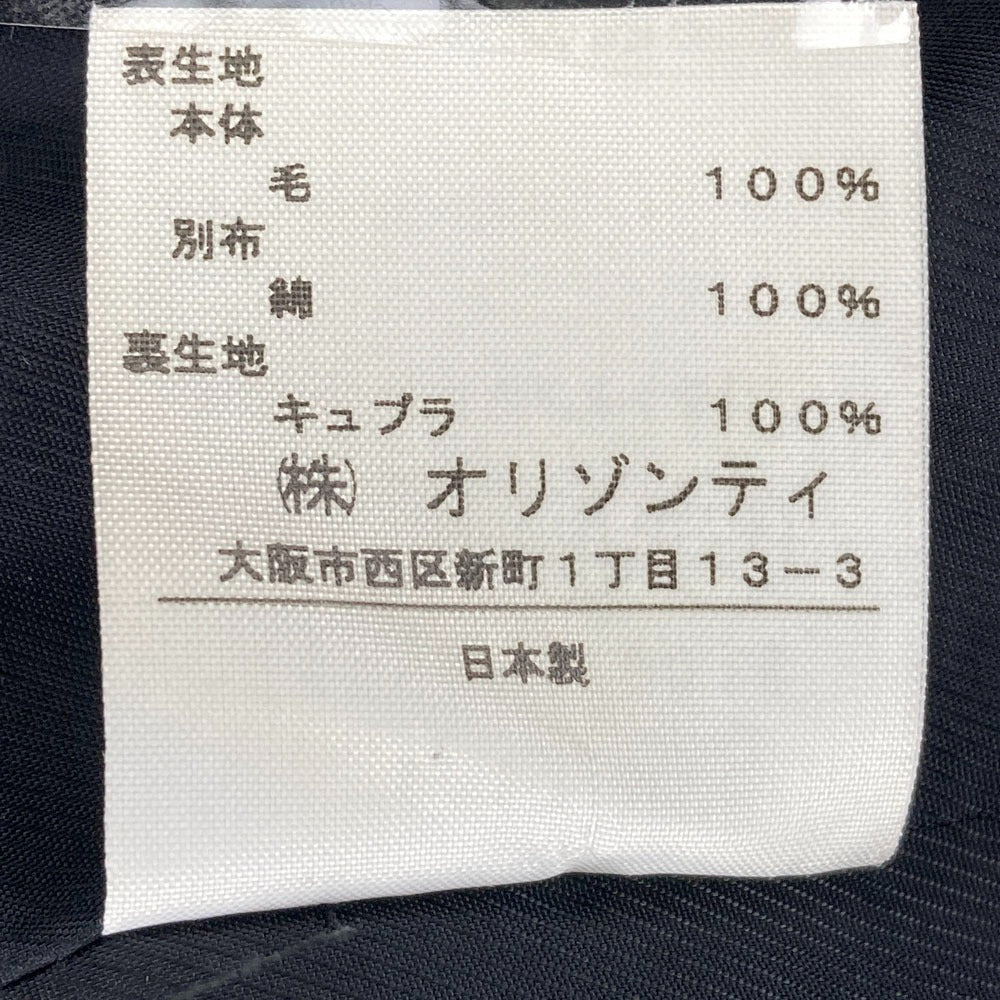 表生地
本体
毛 100%
別布
綿 100%
裏生地
キュプラ 100%
㈱ オリゾンティ
大阪市西区新町1丁目13-3
日本製